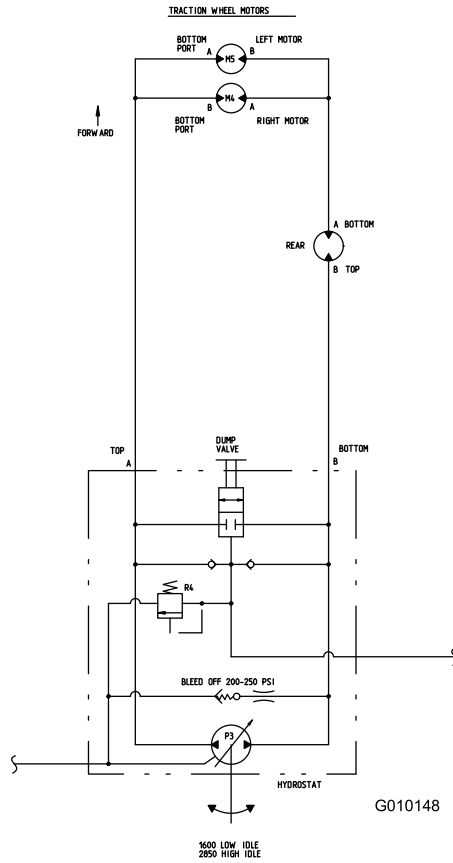 TRACTION WHEEL MOTORS
BOTTOM PORT A B LEFT MOTOR
M5
M4
BOTTOM PORT B A RIGHT MOTOR
FORWARD
A BOTTOM
REAR
B TOP
DUMP
VALVE
TOP
A
BOTTOM
B
R4
BLEED OFF 200-250 PSI
P3
HYDROSTAT
G010148
1600 LOW IDLE
2850 HIGH IDLE